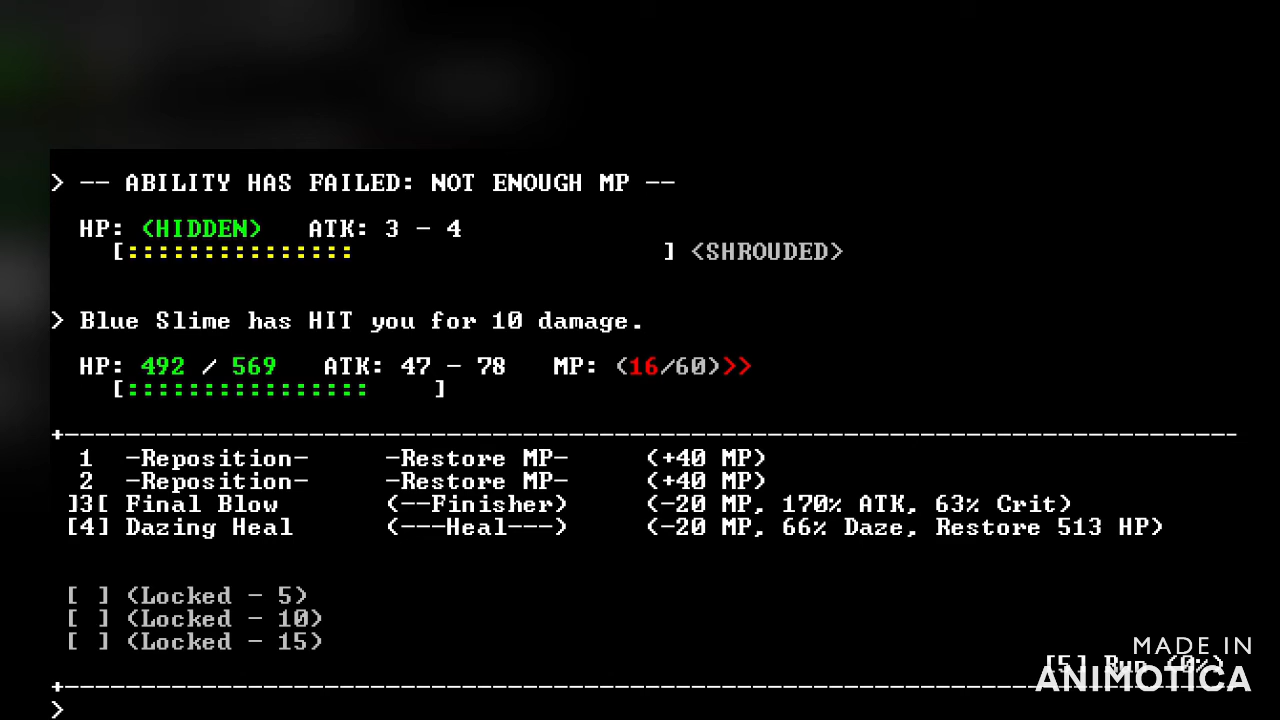 > -- ABILITY HAS FAILED: NOT ENOUGH MP --
HP: <HIDDEN> ATK: 3 - 4
[::::::::::::::: ] <SHROUDED>
> Blue Slime has HIT you for 10 damage.
HP: 492 / 569 ATK: 47 - 78 MP: (16/60)>>
[:::::::::::::::: ]
1 -Reposition- -Restore MP- (+40 MP)
2 -Reposition- -Restore MP- (+40 MP)
]3[ Final Blow (--Finisher) (-20 MP, 170% ATK, 63% Crit)
[4] Dazing Heal (---Heal---) (-20 MP, 66% Daze, Restore 513 HP)
[ ] (Locked - 5)
[ ] (Locked - 10)
[ ] (Locked - 15)
[5] Run (0%)
MADE IN
ANIMOTICA
>